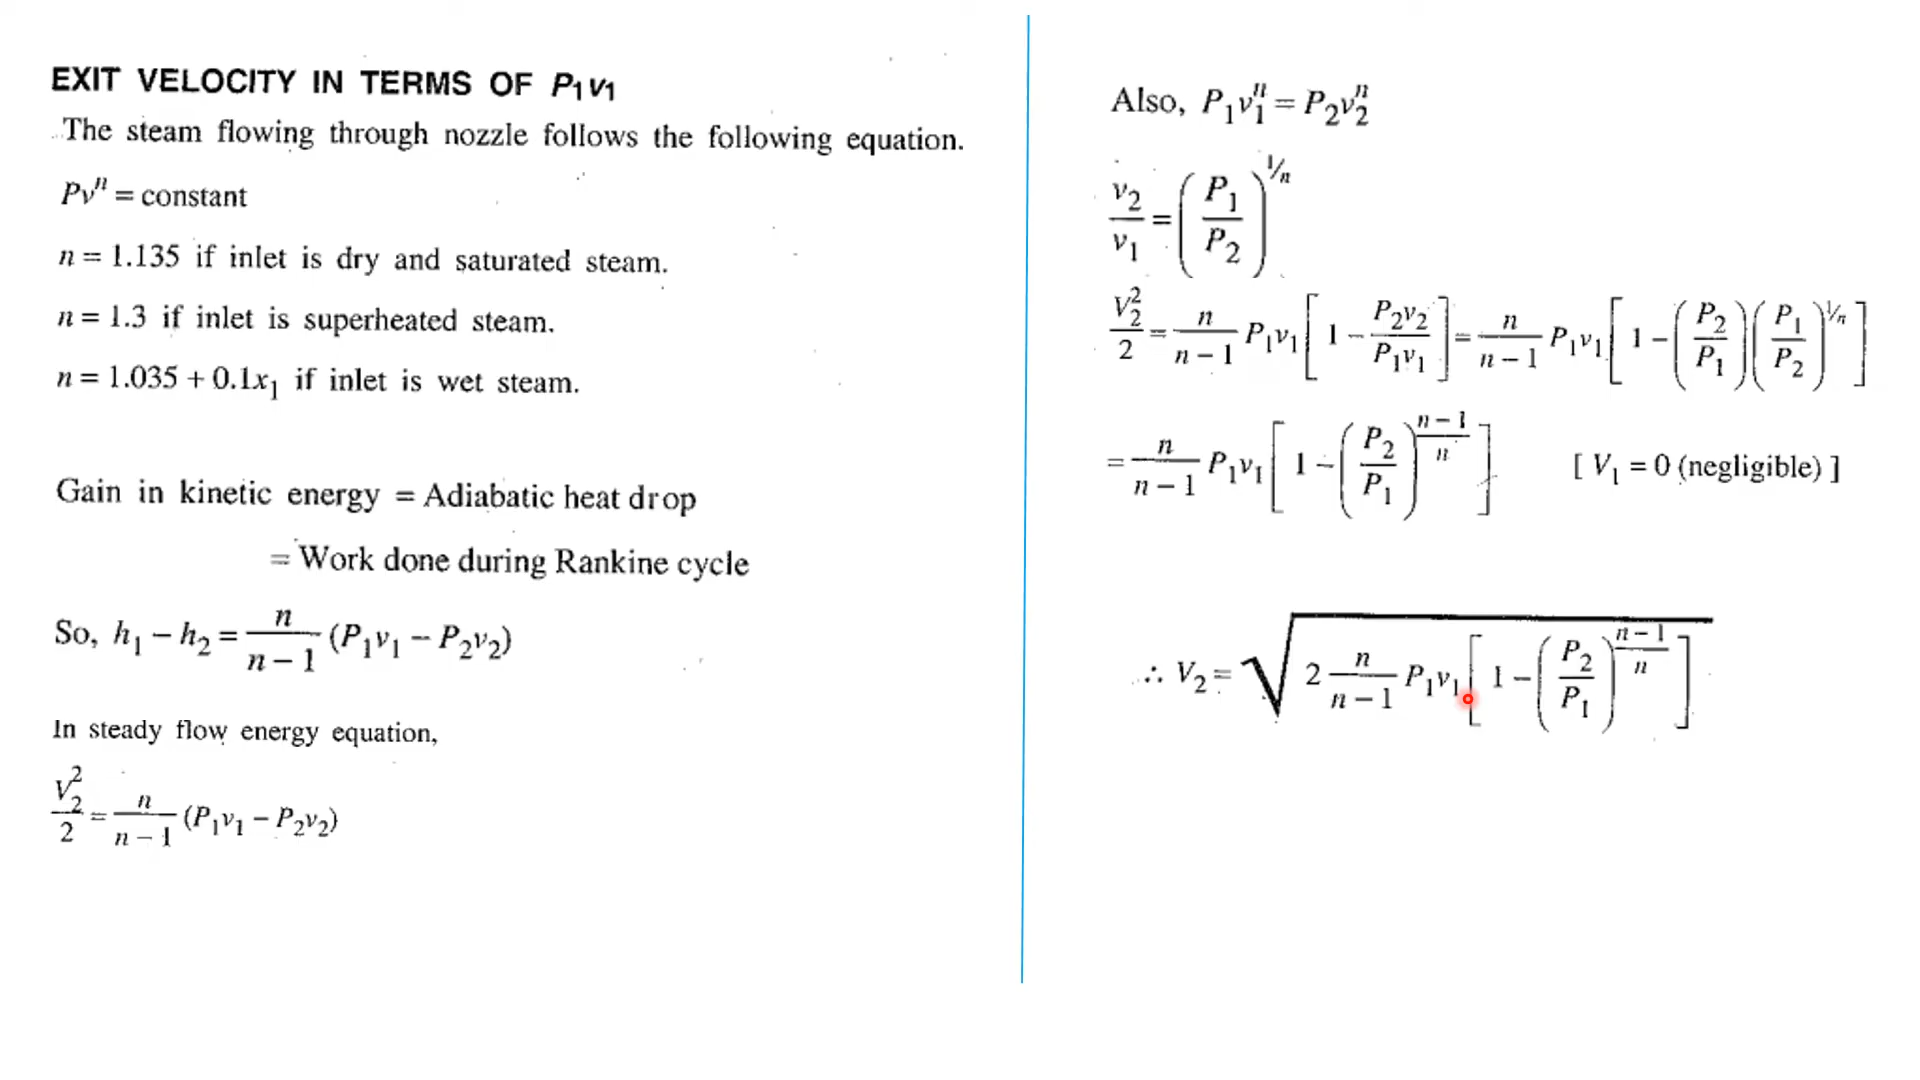 EXIT VELOCITY IN TERMS OF P₁v₁
The steam flowing through nozzle follows the following equation.
Pvⁿ = constant
n = 1.135 if inlet is dry and saturated steam.
n = 1.3 if inlet is superheated steam.
n = 1.035 + 0.1x₁ if inlet is wet steam.
Gain in kinetic energy = Adiabatic heat drop
= Work done during Rankine cycle
So, h₁ − h₂ = n/(n − 1) (P₁v₁ − P₂v₂)
In steady flow energy equation,
V₂²/2 = n/(n − 1) (P₁v₁ − P₂v₂)
Also, P₁v₁ⁿ = P₂v₂ⁿ
v₂/v₁ = (P₁/P₂)^(1/n)
V₂²/2 = n/(n − 1) P₁v₁ [1 − P₂v₂/P₁v₁] = n/(n − 1) P₁v₁ [1 − (P₂/P₁)(P₁/P₂)^(1/n)]
= n/(n − 1) P₁v₁ [1 − (P₂/P₁)^((n − 1)/n)] [ V₁ = 0 (negligible) ]
∴ V₂ = √(2 n/(n − 1) P₁v₁ [1 − (P₂/P₁)^((n − 1)/n)])